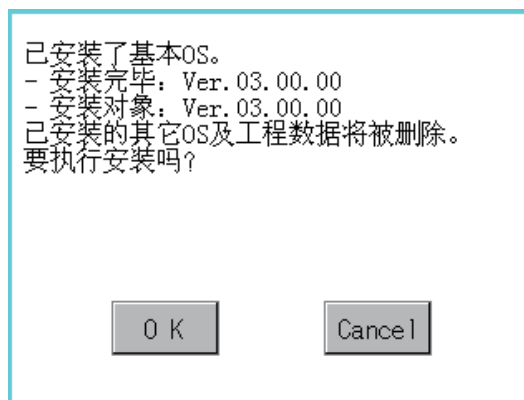 已安装了基本OS。
- 安装完毕：Ver.03.00.00
- 安装对象：Ver.03.00.00
已安装的其它OS及工程数据将被删除。
要执行安装吗？
OK
Cancel